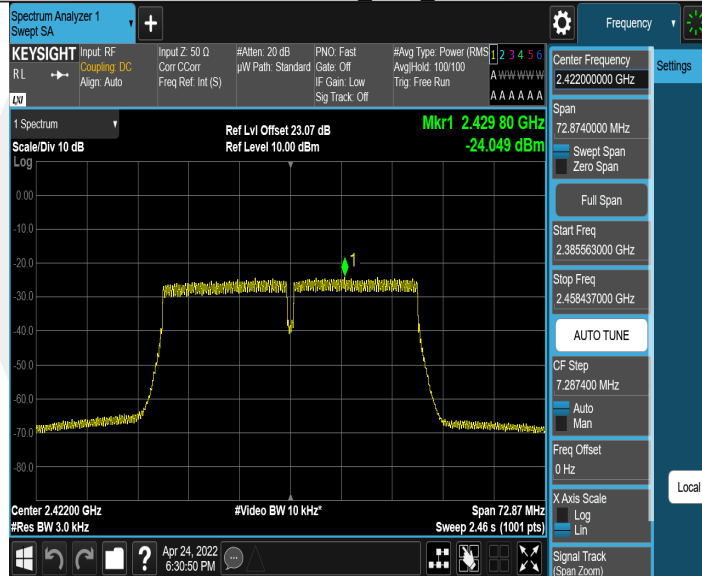 Spectrum Analyzer 1
Swept SA
Frequency
KEYSIGHT
R L
LXI
Input: RF
Coupling: DC
Align: Auto
Input Z: 50 Ω
Corr CCorr
Freq Ref: Int (S)
#Atten: 20 dB
µW Path: Standard
PNO: Fast
Gate: Off
IF Gain: Low
Sig Track: Off
#Avg Type: Power (RMS
Avg|Hold: 100/100
Trig: Free Run
1 2 3 4 5 6
A W W W W W
A A A A A A
1 Spectrum
Scale/Div 10 dB
Log
Ref Lvl Offset 23.07 dB
Ref Level 10.00 dBm
Mkr1 2.429 80 GHz
-24.049 dBm
0.00
-10.0
-20.0
-30.0
-40.0
-50.0
-60.0
-70.0
-80.0
1
Center 2.42200 GHz
#Res BW 3.0 kHz
#Video BW 10 kHz*
Span 72.87 MHz
Sweep 2.46 s (1001 pts)
Apr 24, 2022
6:30:50 PM
?
Center Frequency
2.422000000 GHz
Span
72.8740000 MHz
Swept Span
Zero Span
Full Span
Start Freq
2.385563000 GHz
Stop Freq
2.458437000 GHz
AUTO TUNE
CF Step
7.287400 MHz
Auto
Man
Freq Offset
0 Hz
X Axis Scale
Log
Lin
Signal Track
(Span Zoom)
Settings
Local